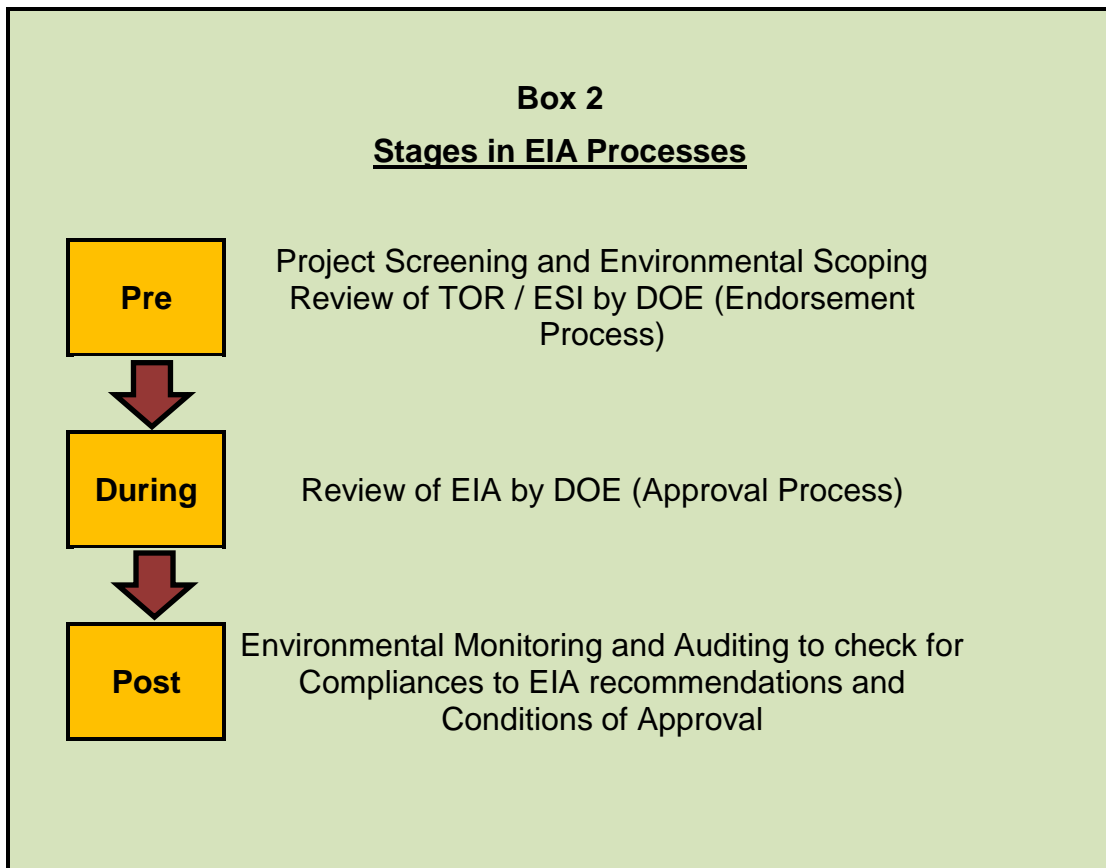 Box 2
Stages in EIA Processes
Pre
Project Screening and Environmental Scoping
Review of TOR / ESI by DOE (Endorsement
Process)
During
Review of EIA by DOE (Approval Process)
Post
Environmental Monitoring and Auditing to check for
Compliances to EIA recommendations and
Conditions of Approval